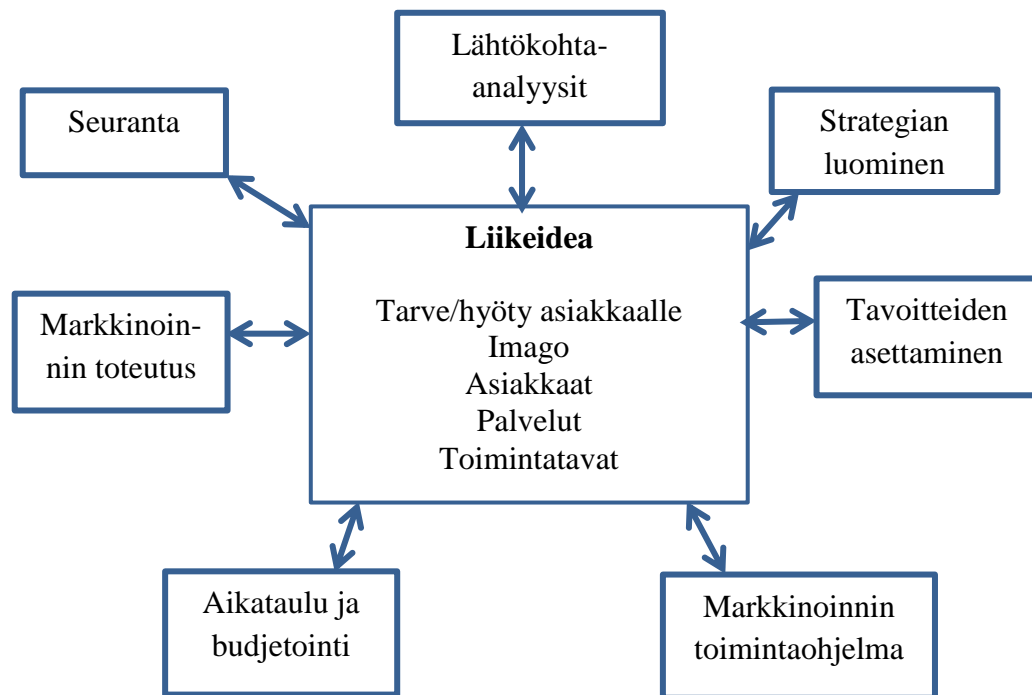 Lähtökohta-
analyysit
Seuranta
Strategian
luominen
Liikeidea
Tarve/hyöty asiakkaalle
Imago
Asiakkaat
Palvelut
Toimintatavat
Markkinoin-
nin toteutus
Tavoitteiden
asettaminen
Aikataulu ja
budjetointi
Markkinoinnin
toimintaohjelma